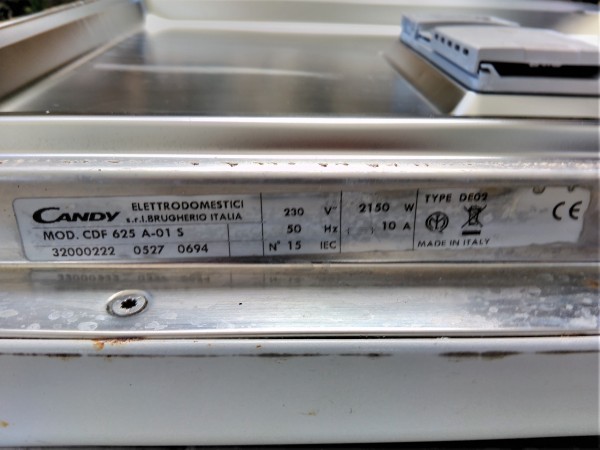 CANDY ELETTRODOMESTICI
s.r.l.BRUGHERIO ITALIA
MOD. CDF 625 A-01 S
32000222 0527 0694
230 V~
50 Hz
N° 15 IEC
2150 W
( ) 10 A
TYPE DE02
MADE IN ITALY
CE